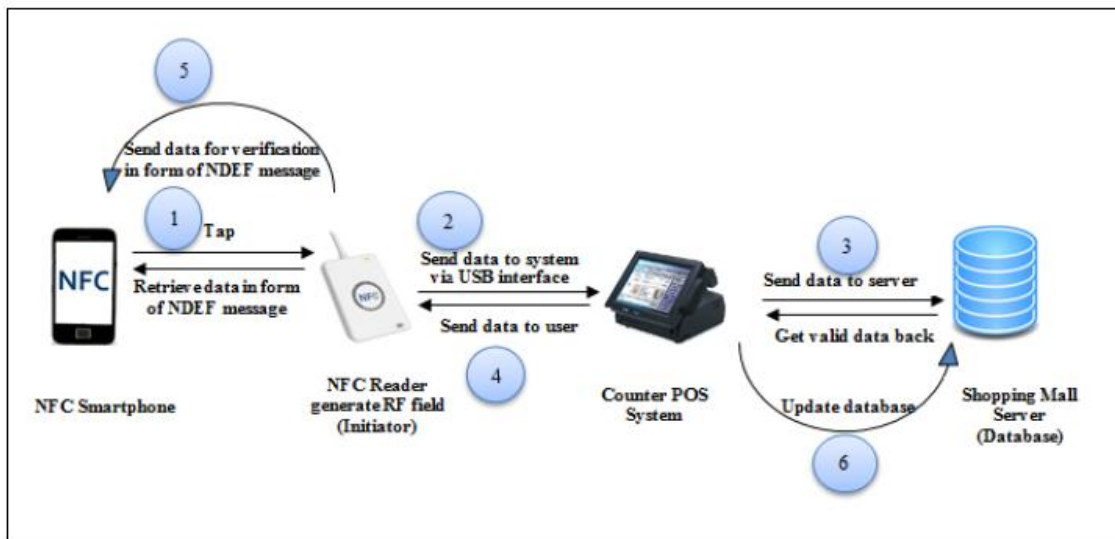 5
Send data for verification
in form of NDEF message
1
Tap
NFC
Retrieve data in form
of NDEF message
NFC Smartphone
NFC
NFC Reader
generate RF field
(Initiator)
2
Send data to system
via USB interface
Send data to user
4
Counter POS
System
3
Send data to server
Get valid data back
Update database
6
Shopping Mall
Server
(Database)